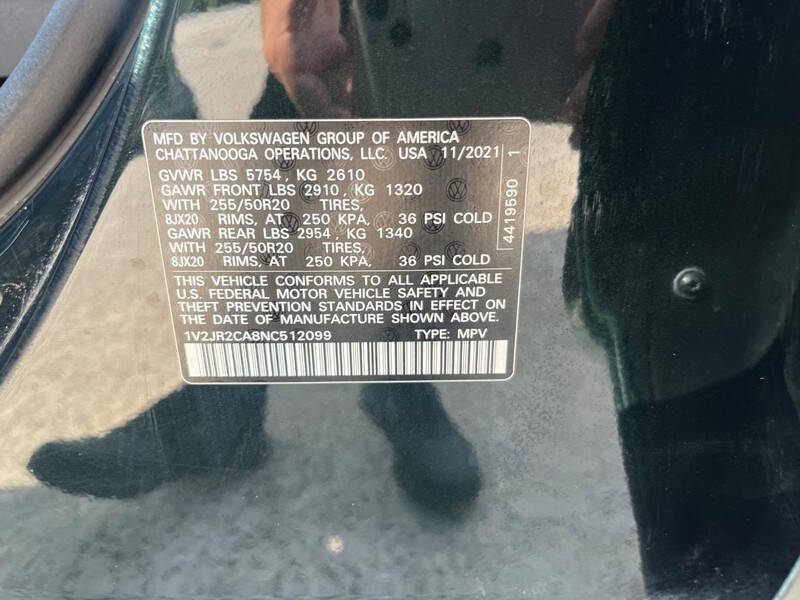 MFD BY VOLKSWAGEN GROUP OF AMERICA
CHATTANOOGA OPERATIONS, LLC. USA 11/2021
GVWR LBS 5754, KG 2610
GAWR FRONT LBS 2910, KG 1320
WITH 255/50R20 TIRES,
8JX20 RIMS, AT 250 KPA, 36 PSI COLD
GAWR REAR LBS 2954, KG 1340
WITH 255/50R20 TIRES,
8JX20 RIMS, AT 250 KPA, 36 PSI COLD
4419590 1
THIS VEHICLE CONFORMS TO ALL APPLICABLE
U.S. FEDERAL MOTOR VEHICLE SAFETY AND
THEFT PREVENTION STANDARDS IN EFFECT ON
THE DATE OF MANUFACTURE SHOWN ABOVE.
1V2JR2CA8NC512099 TYPE: MPV